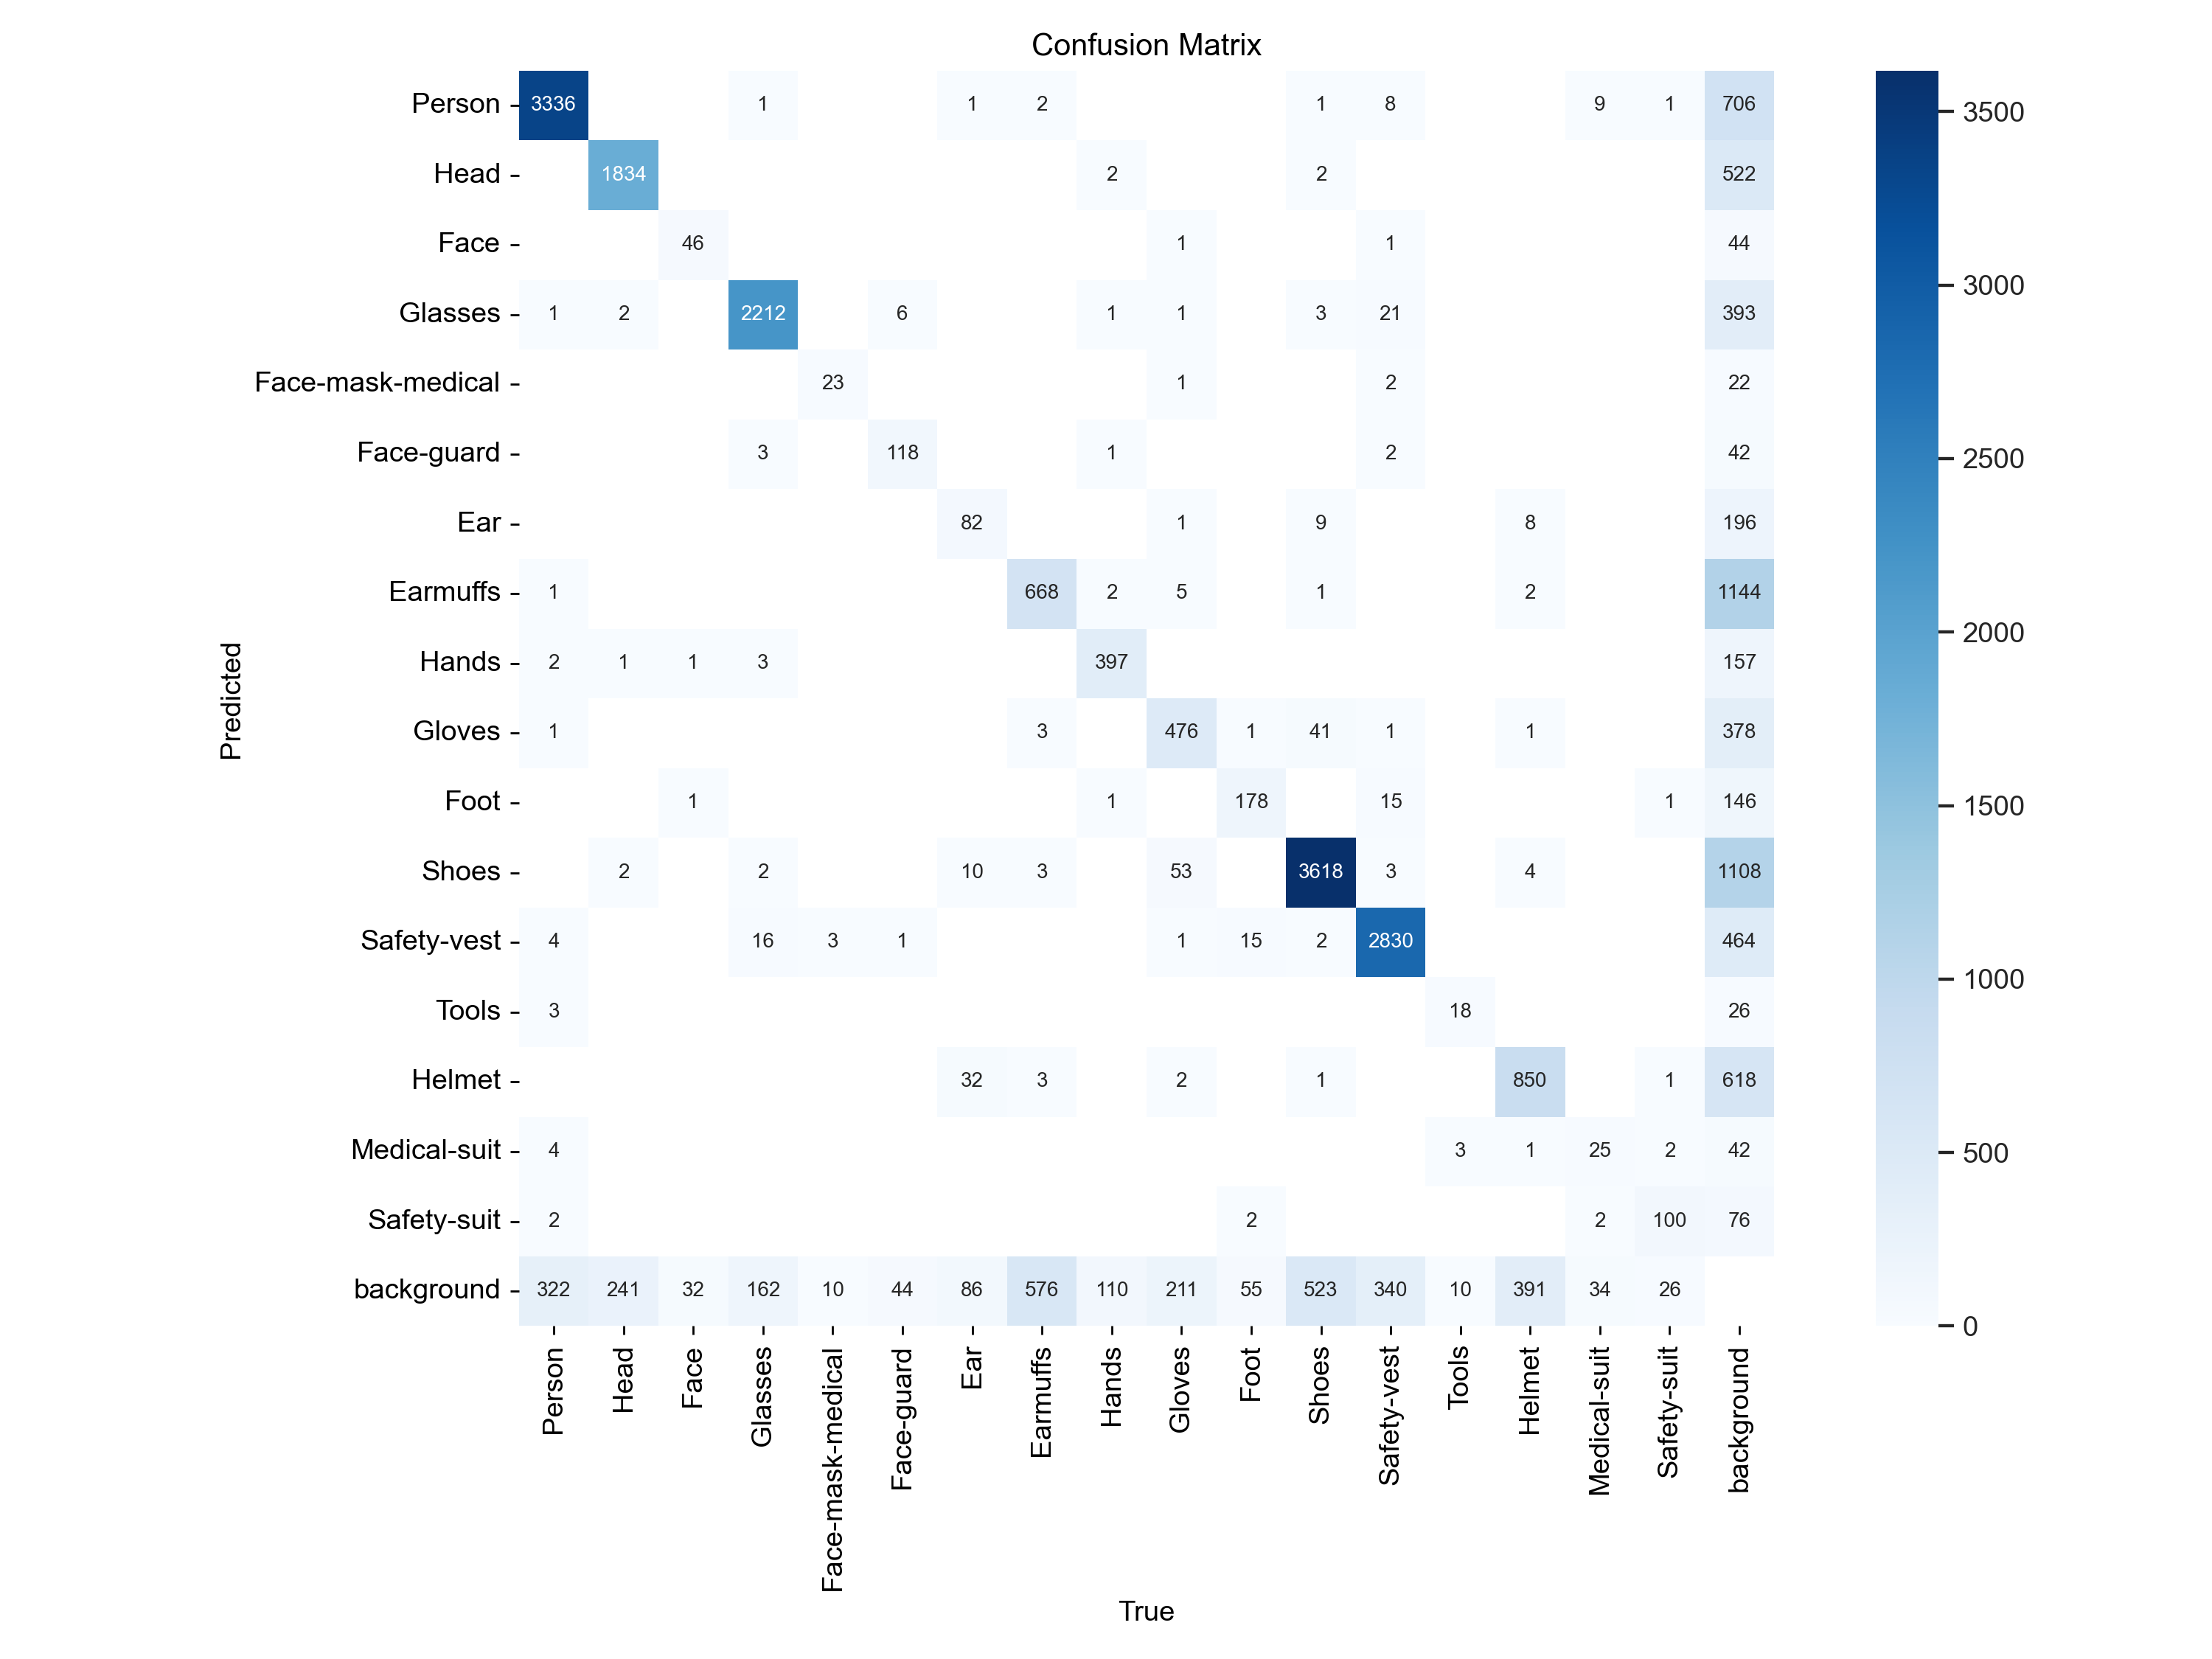 Confusion Matrix
Person 3336 1 1 2 1 8 9 1 706
Head 1834 2 2 522
Face 46 1 1 44
Glasses 1 2 2212 6 1 1 3 21 393
Face-mask-medical 23 1 2 22
Face-guard 3 118 1 2 42
Ear 82 1 9 8 196
Earmuffs 1 668 2 5 1 2 1144
Hands 2 1 1 3 397 157
Gloves 1 3 476 1 41 1 1 378
Foot 1 1 178 15 1 146
Shoes 2 2 10 3 53 3618 3 4 1108
Safety-vest 4 16 3 1 1 15 2 2830 464
Tools 3 18 26
Helmet 32 3 2 1 850 1 618
Medical-suit 4 3 1 25 2 42
Safety-suit 2 2 2 100 76
background 322 241 32 162 10 44 86 576 110 211 55 523 340 10 391 34 26
Person
Head
Face
Glasses
Face-mask-medical
Face-guard
Ear
Earmuffs
Hands
Gloves
Foot
Shoes
Safety-vest
Tools
Helmet
Medical-suit
Safety-suit
background
True
Predicted
3500
3000
2500
2000
1500
1000
500
0